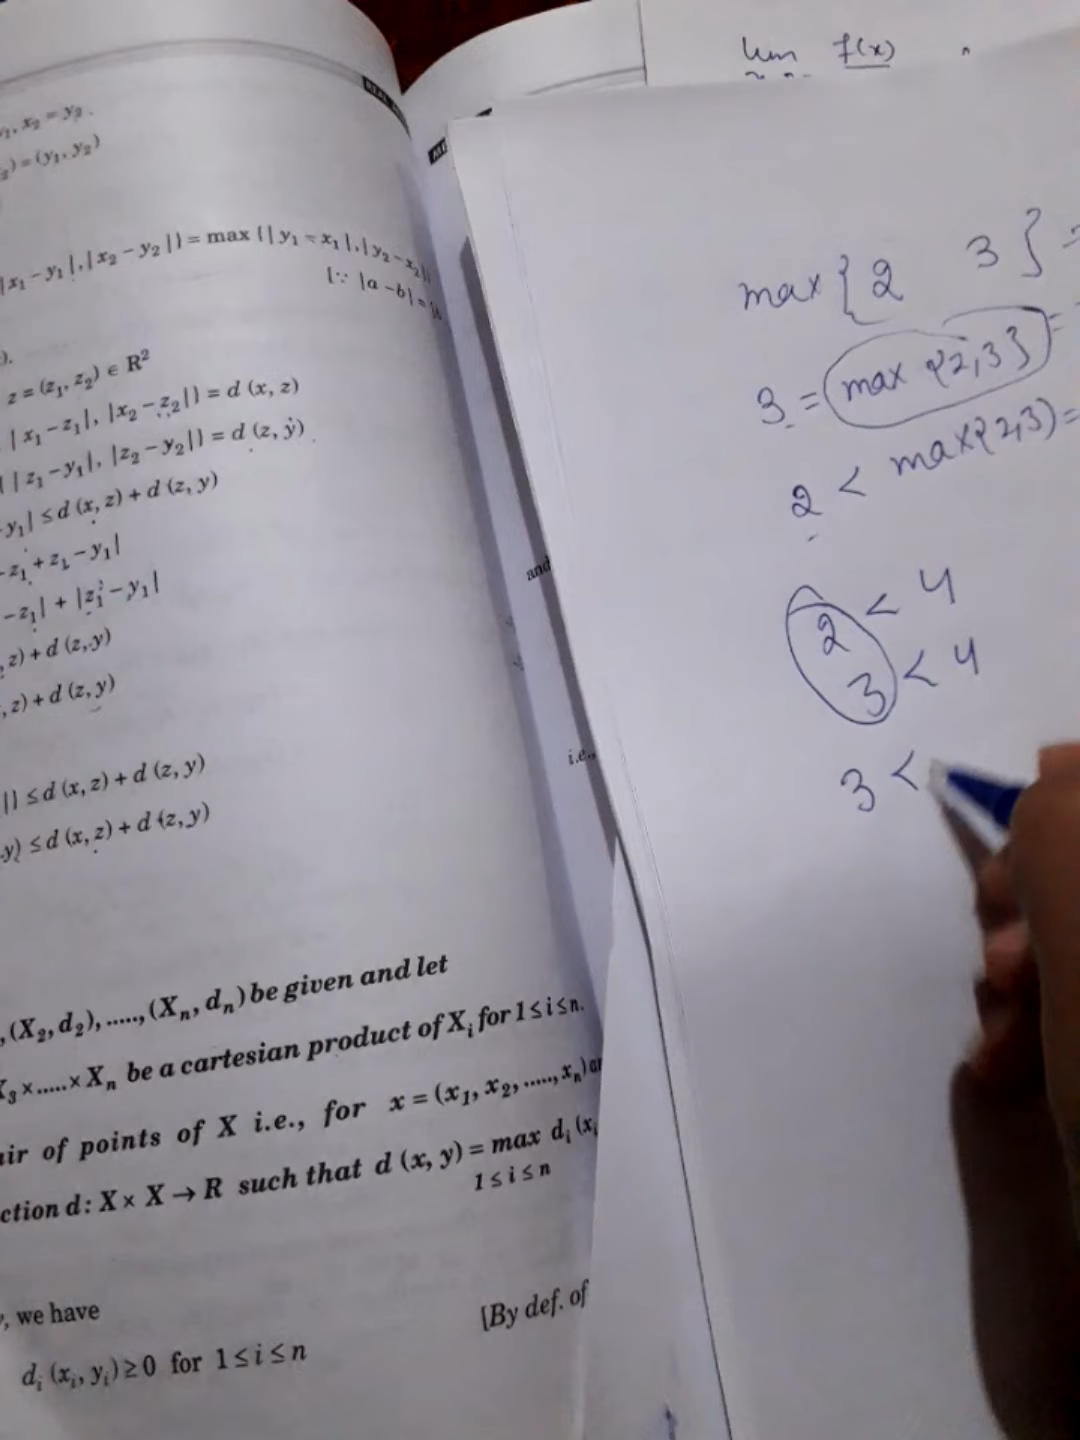 x₂ = y₂.
) = (y₁, y₂)
|x₁ – y₁|, |x₂ – y₂|} = max {|y₁ – x₁|, |y₂ – x₂|}
[∵ |a – b| =
z = (z₁, z₂) ∈ R²
|x₁ – z₁|, |x₂ – z₂|} = d (x, z)
|z₁ – y₁|, |z₂ – y₂|} = d (z, y)
y₁| ≤ d (x, z) + d (z, y)
– z₁ + z₁ – y₁|
– z₁| + |z₁ – y₁|
z) + d (z, y)
, z) + d (z, y)
|} ≤ d (x, z) + d (z, y)
y) ≤ d (x, z) + d (z, y)
, (X₂, d₂), ....., (Xₙ, dₙ) be given and let
X₃ × ..... × Xₙ be a cartesian product of Xᵢ for 1 ≤ i ≤ n.
of points of X i.e., for x = (x₁, x₂, ....., xₙ)
d : X × X → R such that d (x, y) = max dᵢ (xᵢ
1 ≤ i ≤ n
, we have
[By def. of
dᵢ (xᵢ, yᵢ) ≥ 0 for 1 ≤ i ≤ n
and
i.e.,
lim f(x)
max { 2 3 } =
3 = max {2,3} =
2 < max{2,3) =
2 < 4
3 < 4
3 <